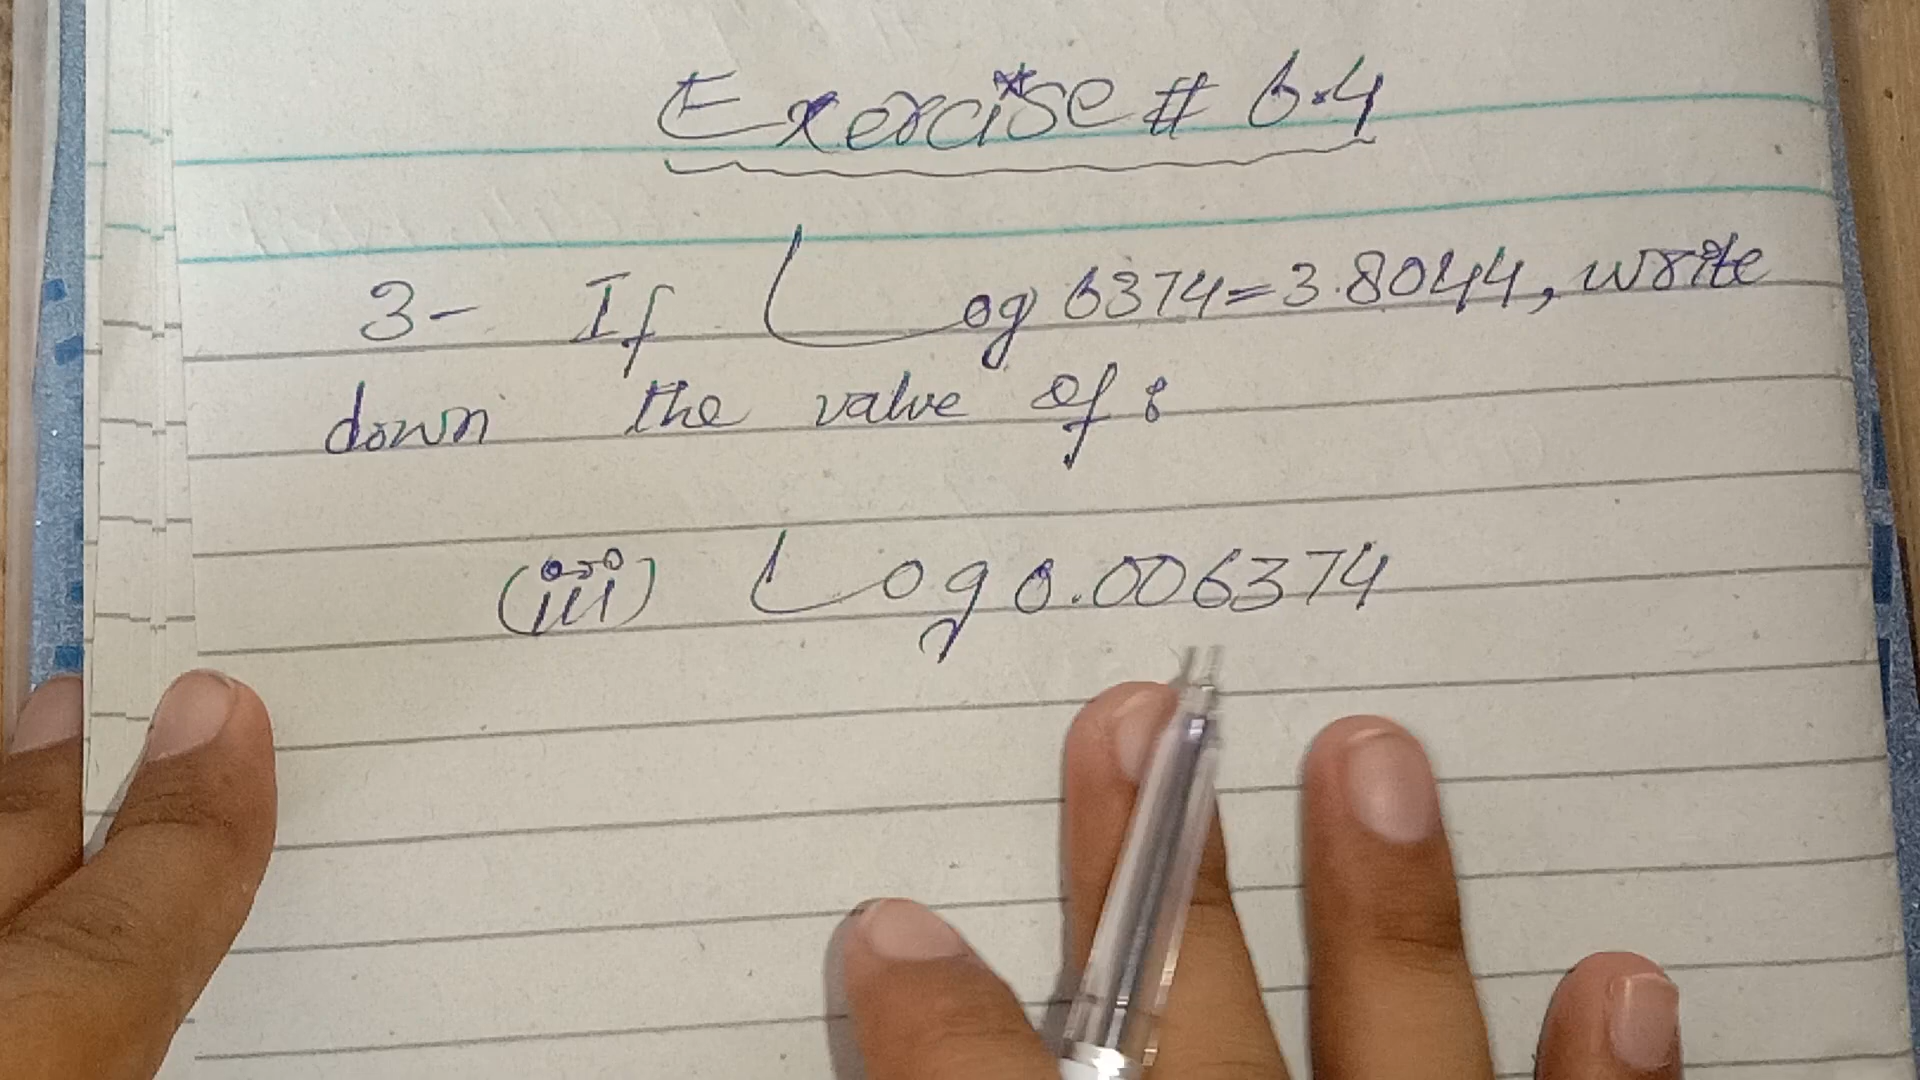 Exercise # 6.4
3- If Log 6374=3.8044, write
down the value of :
(iii) Log 0.006374